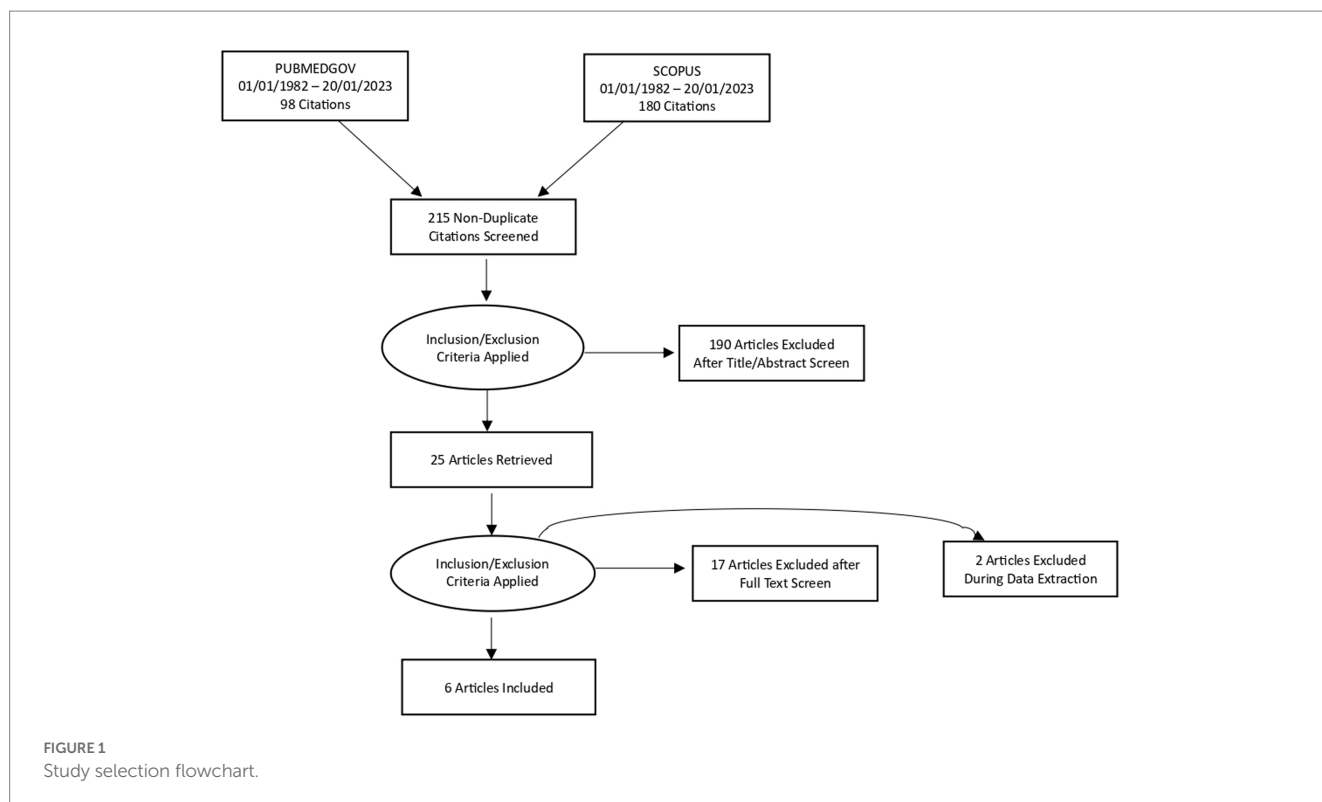 PUBMEDGOV
01/01/1982 – 20/01/2023
98 Citations
SCOPUS
01/01/1982 – 20/01/2023
180 Citations
215 Non-Duplicate
Citations Screened
Inclusion/Exclusion
Criteria Applied
190 Articles Excluded
After Title/Abstract Screen
25 Articles Retrieved
Inclusion/Exclusion
Criteria Applied
17 Articles Excluded after
Full Text Screen
2 Articles Excluded
During Data Extraction
6 Articles Included
FIGURE 1
Study selection flowchart.